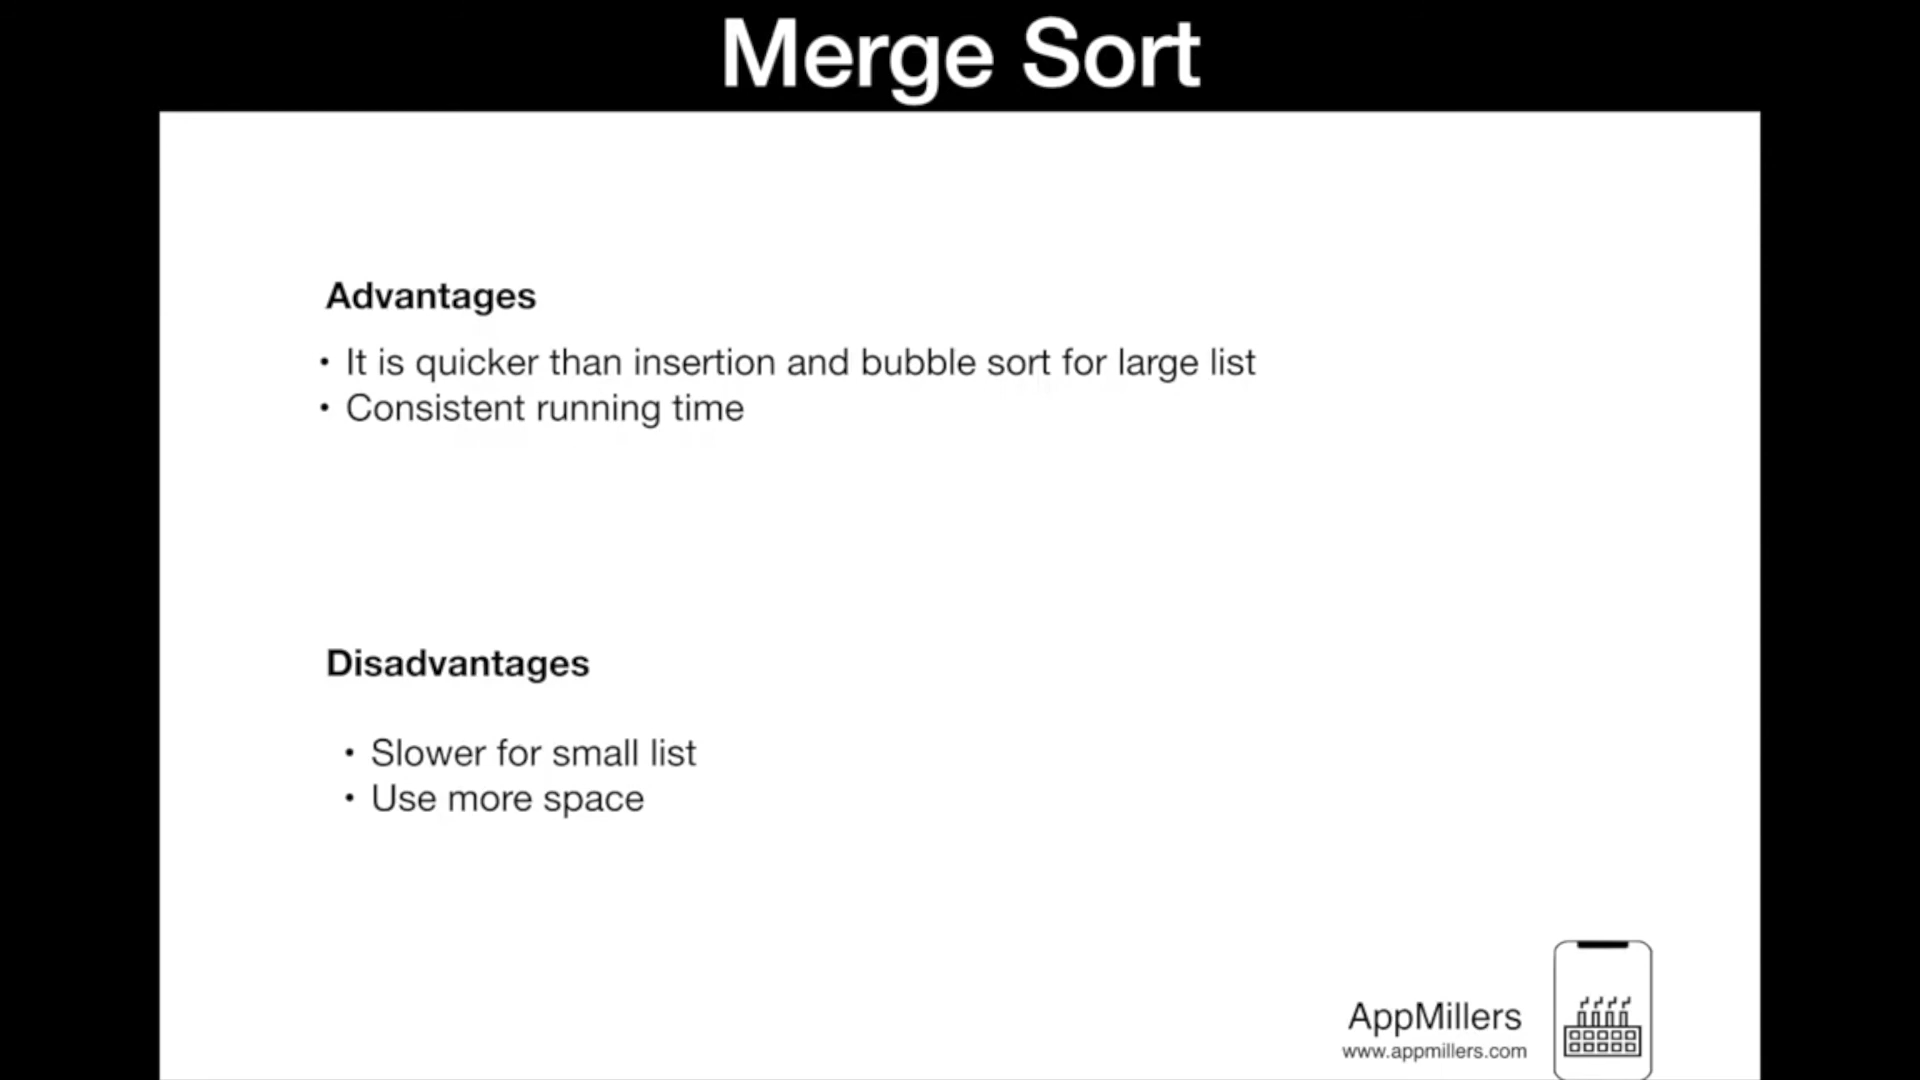 Merge Sort
Advantages
• It is quicker than insertion and bubble sort for large list
• Consistent running time
Disadvantages
• Slower for small list
• Use more space
AppMillers
www.appmillers.com